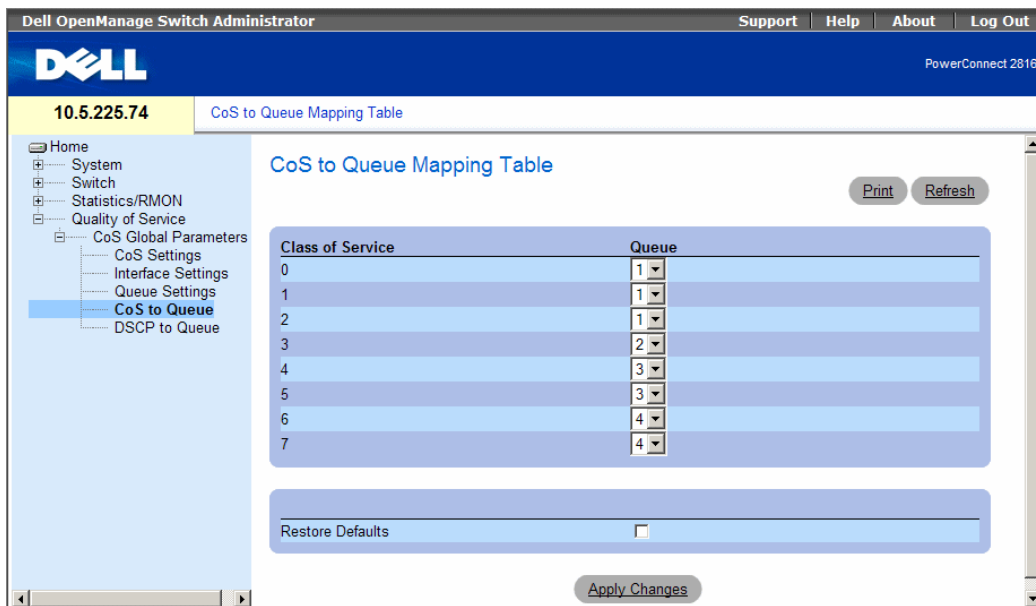 Dell OpenManage Switch Administrator Support Help About Log Out
DELL
PowerConnect 2816
10.5.225.74 CoS to Queue Mapping Table
Home
System
Switch
Statistics/RMON
Quality of Service
CoS Global Parameters
CoS Settings
Interface Settings
Queue Settings
CoS to Queue
DSCP to Queue
CoS to Queue Mapping Table
Print Refresh
Class of Service Queue
0 1
1 1
2 1
3 2
4 3
5 3
6 4
7 4
Restore Defaults
Apply Changes